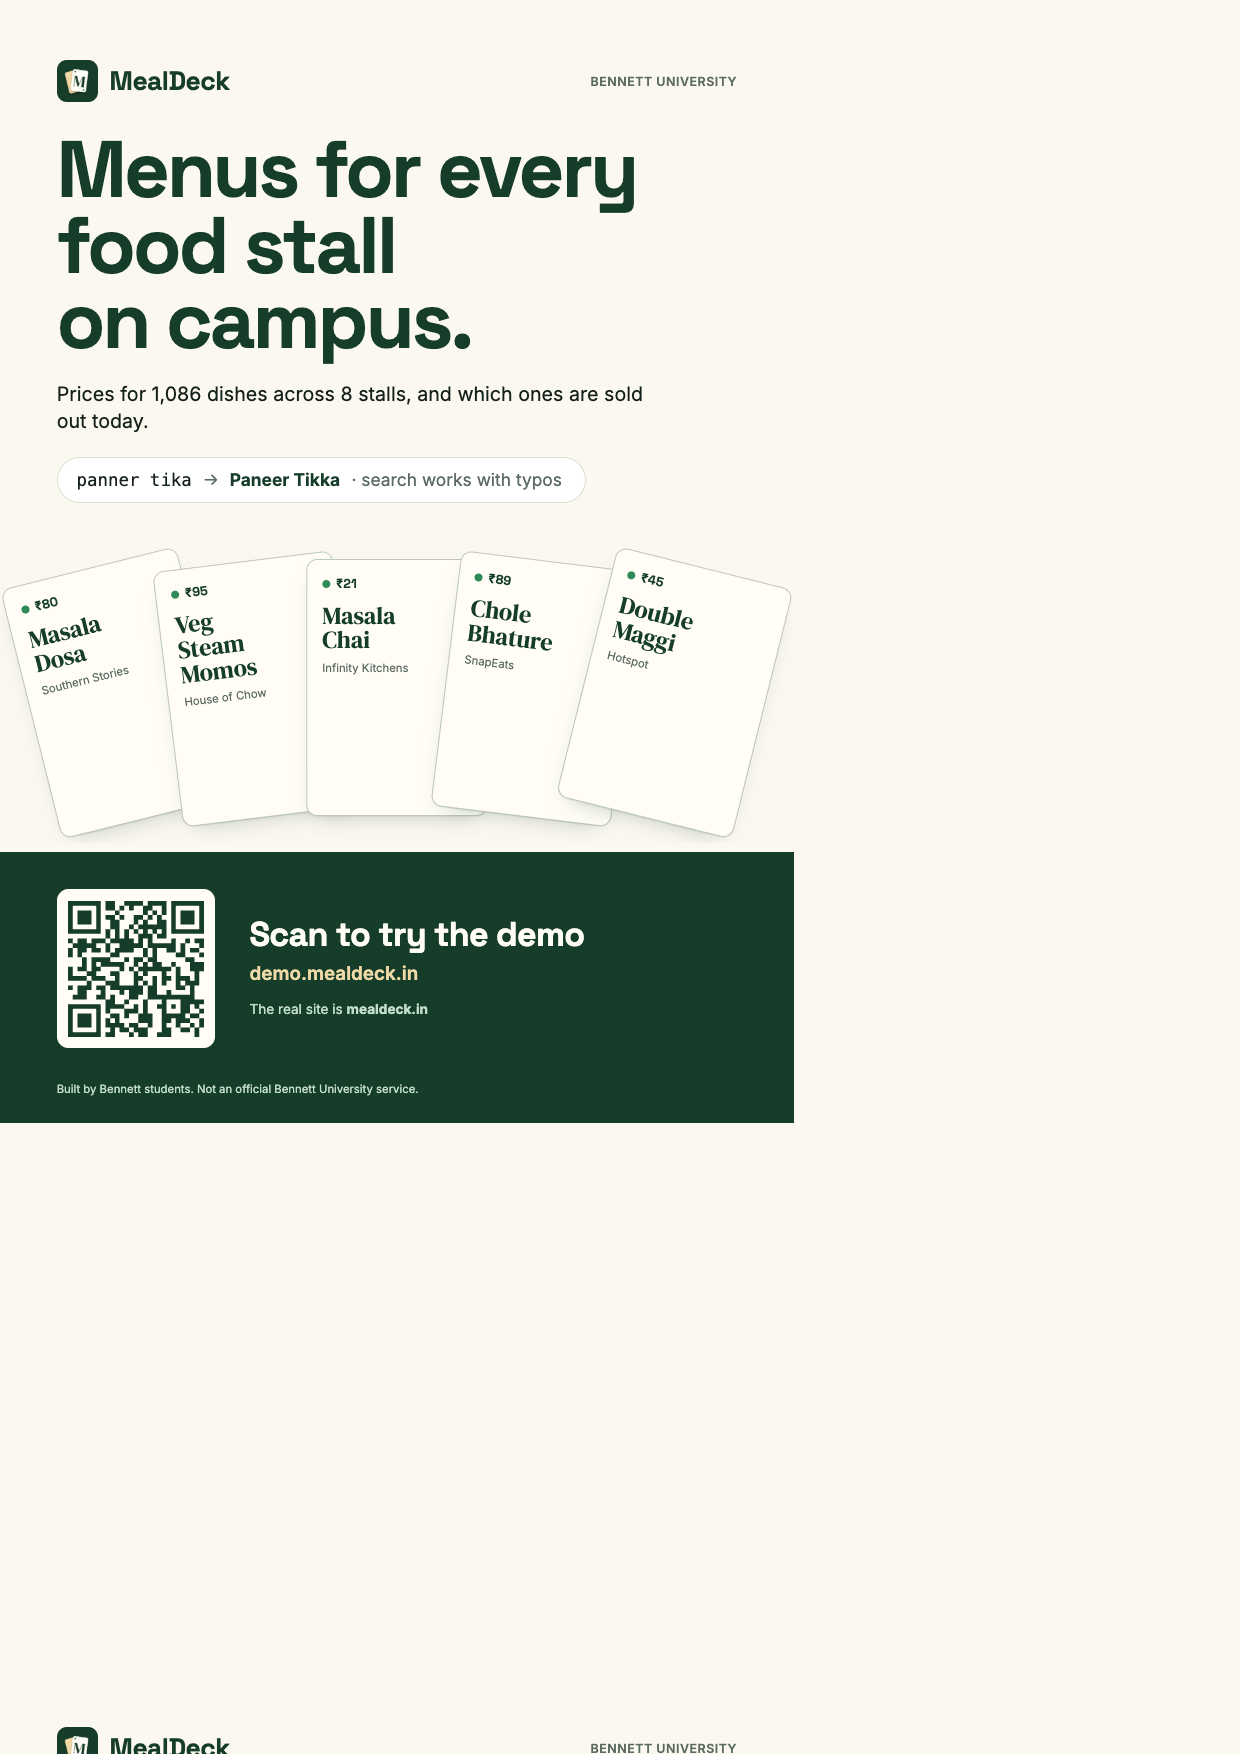 MealDeck
BENNETT UNIVERSITY
Menus for every
food stall
on campus.
Prices for 1,086 dishes across 8 stalls, and which ones are sold
out today.
panner tika → Paneer Tikka · search works with typos
₹80
Masala
Dosa
Southern Stories
₹95
Veg
Steam
Momos
House of Chow
₹21
Masala
Chai
Infinity Kitchens
₹89
Chole
Bhature
SnapEats
₹45
Double
Maggi
Hotspot
Scan to try the demo
demo.mealdeck.in
The real site is mealdeck.in
Built by Bennett students. Not an official Bennett University service.
MealDeck
BENNETT UNIVERSITY